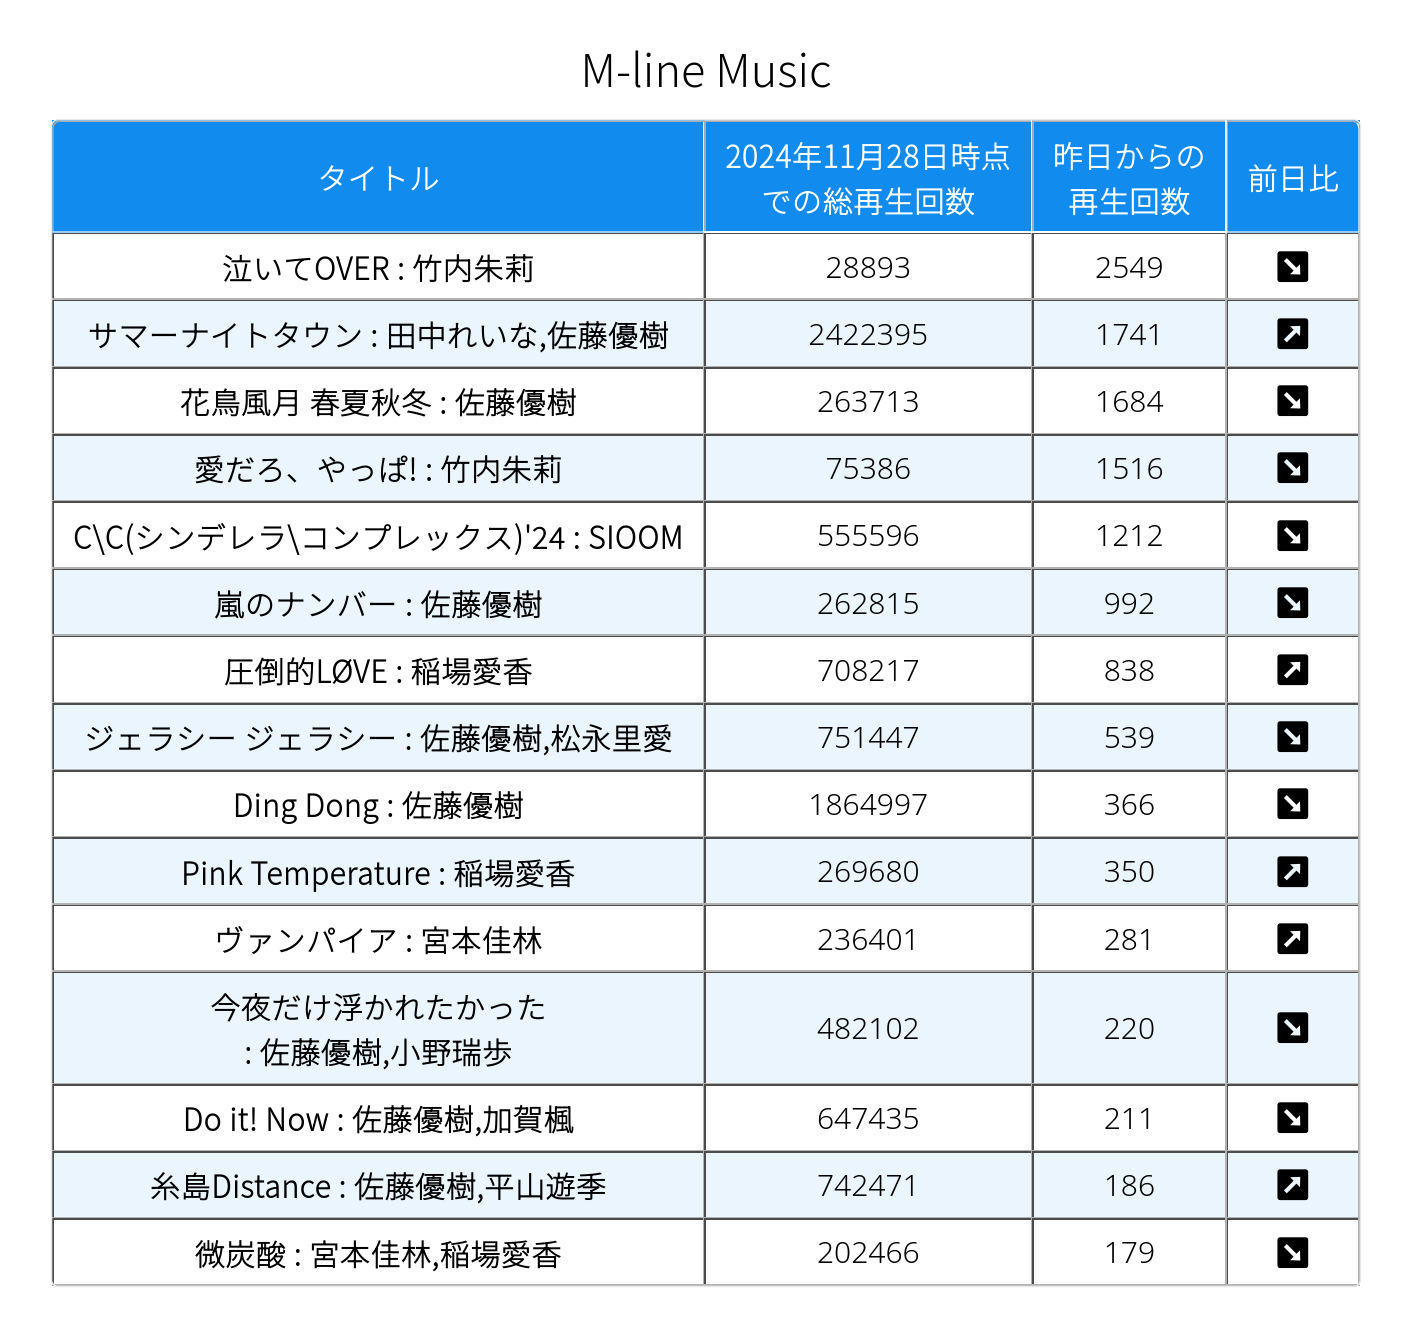 M-line Music
タイトル
2024年11月28日時点
での総再生回数
昨日からの
再生回数
前日比
泣いてOVER : 竹内朱莉 28893 2549 ↘
サマーナイトタウン : 田中れいな,佐藤優樹 2422395 1741 ↗
花鳥風月 春夏秋冬 : 佐藤優樹 263713 1684 ↘
愛だろ、やっぱ! : 竹内朱莉 75386 1516 ↘
C\C(シンデレラ\コンプレックス)'24 : SIOOM 555596 1212 ↘
嵐のナンバー : 佐藤優樹 262815 992 ↘
圧倒的LØVE : 稲場愛香 708217 838 ↗
ジェラシー ジェラシー : 佐藤優樹,松永里愛 751447 539 ↘
Ding Dong : 佐藤優樹 1864997 366 ↘
Pink Temperature : 稲場愛香 269680 350 ↗
ヴァンパイア : 宮本佳林 236401 281 ↗
今夜だけ浮かれたかった
: 佐藤優樹,小野瑞歩 482102 220 ↘
Do it! Now : 佐藤優樹,加賀楓 647435 211 ↘
糸島Distance : 佐藤優樹,平山遊季 742471 186 ↗
微炭酸 : 宮本佳林,稲場愛香 202466 179 ↘